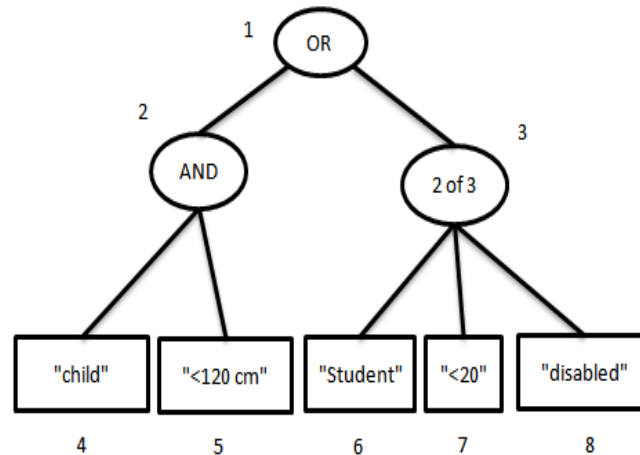 1
OR
2
3
AND
2 of 3
"child"
"<120 cm"
"Student"
"<20"
"disabled"
4
5
6
7
8